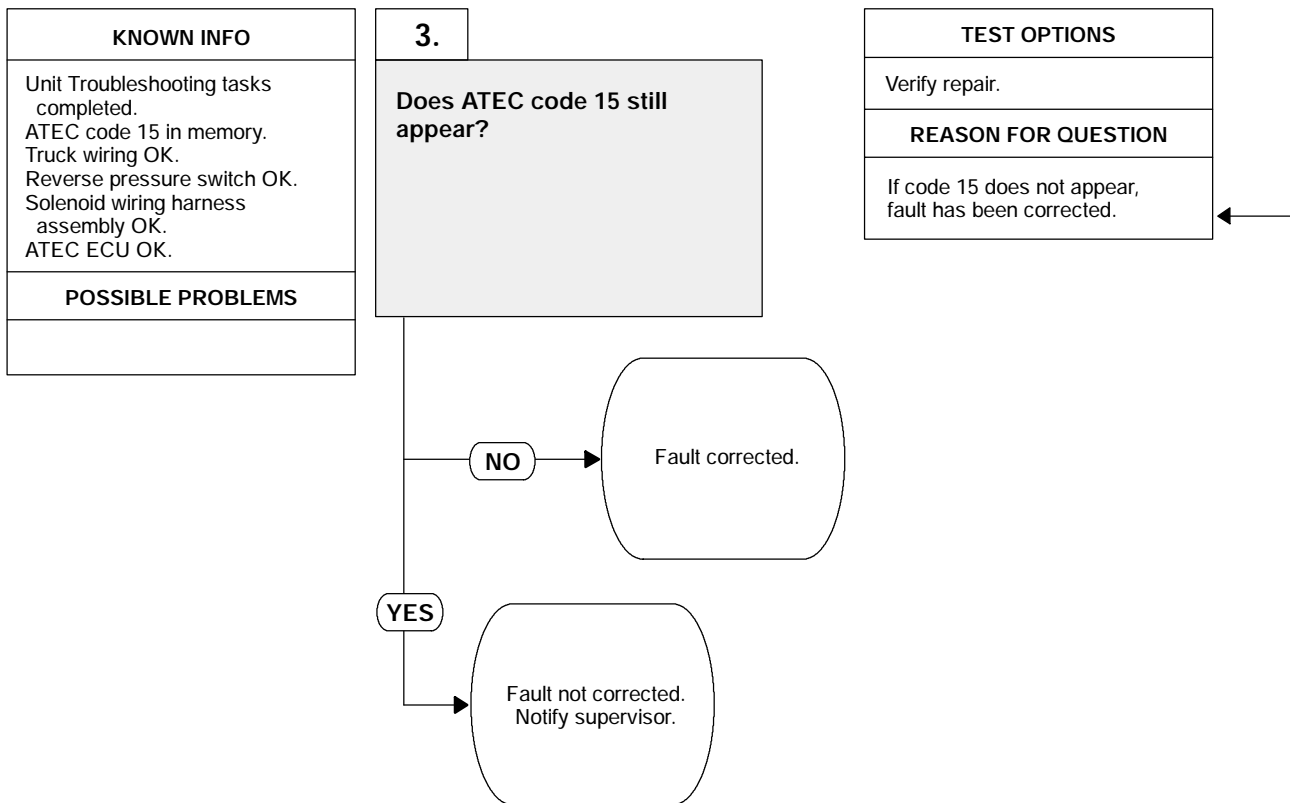 KNOWN INFO
Unit Troubleshooting tasks
completed.
ATEC code 15 in memory.
Truck wiring OK.
Reverse pressure switch OK.
Solenoid wiring harness
assembly OK.
ATEC ECU OK.
POSSIBLE PROBLEMS
3.
Does ATEC code 15 still
appear?
TEST OPTIONS
Verify repair.
REASON FOR QUESTION
If code 15 does not appear,
fault has been corrected.
NO
Fault corrected.
YES
Fault not corrected.
Notify supervisor.